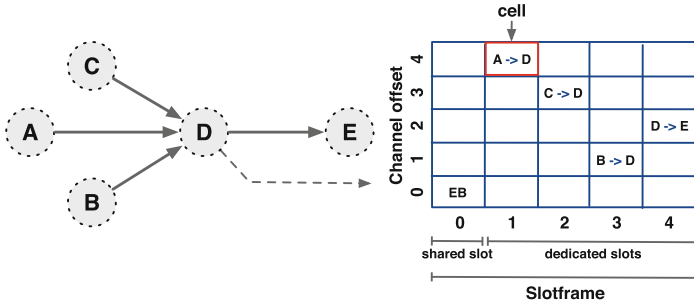 cell
C
A
D
E
B
Channel offset
4
A -> D
3
C -> D
2
D -> E
1
B -> D
0
EB
0 1 2 3 4
shared slot
dedicated slots
Slotframe